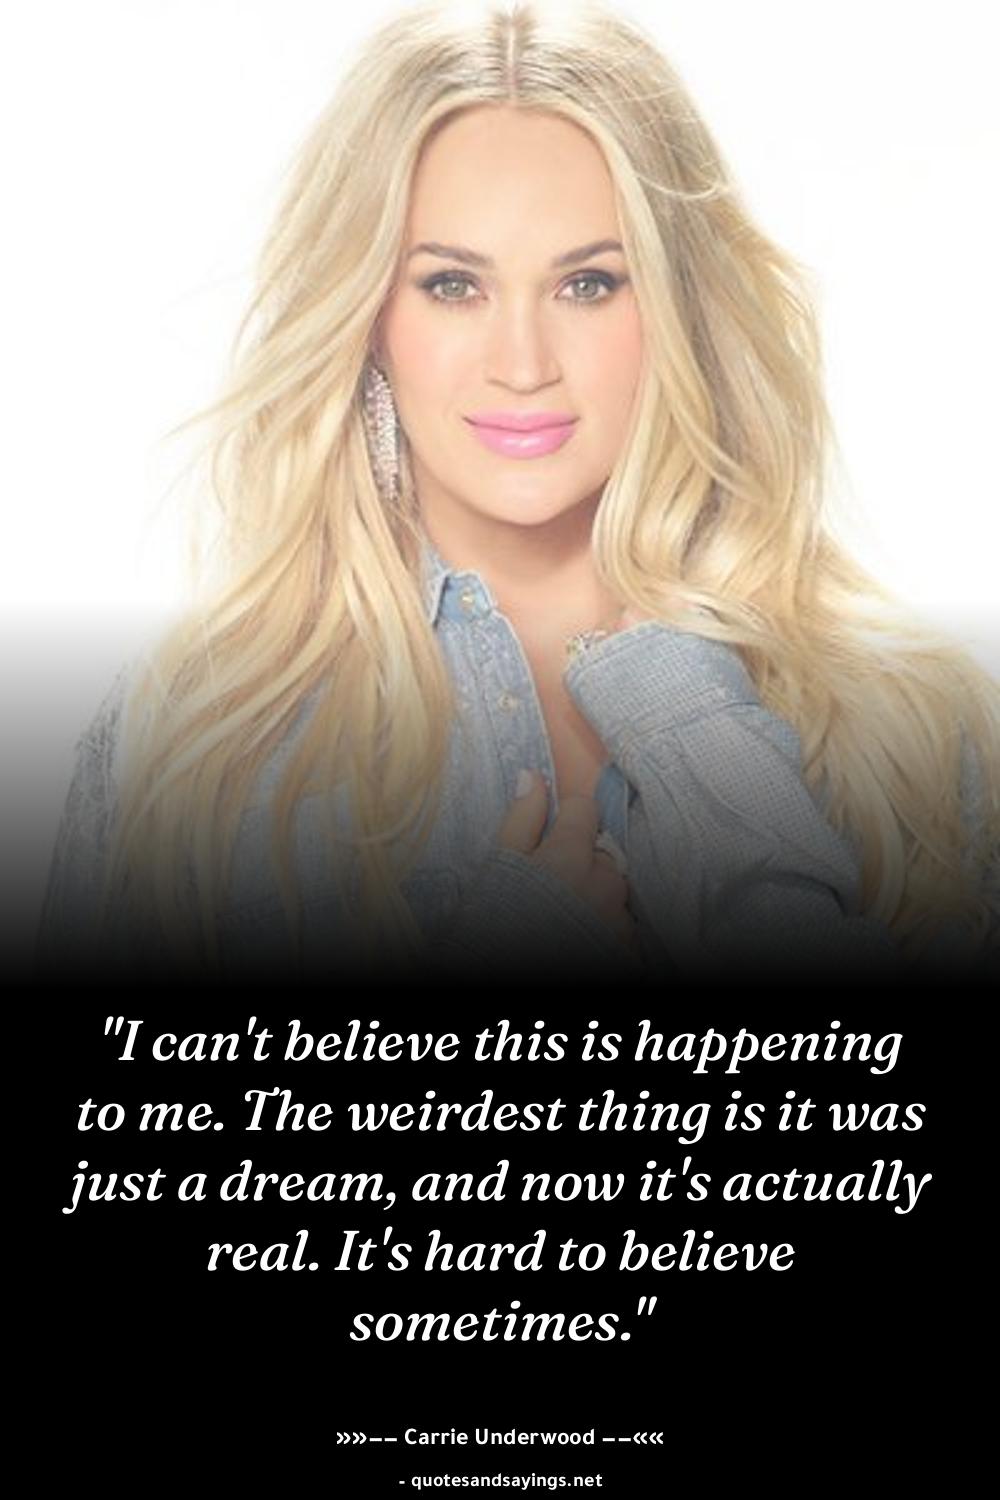 "I can't believe this is happening
to me. The weirdest thing is it was
just a dream, and now it's actually
real. It's hard to believe
sometimes."
»»−− Carrie Underwood −−««
- quotesandsayings.net